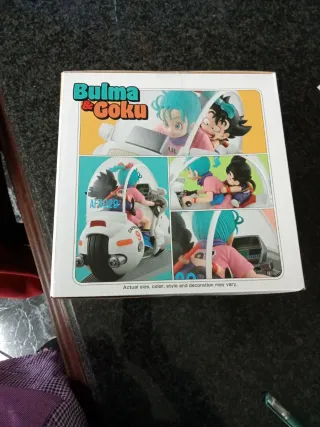 Bulma
& Goku
Actual size, color, style and decoration may vary.